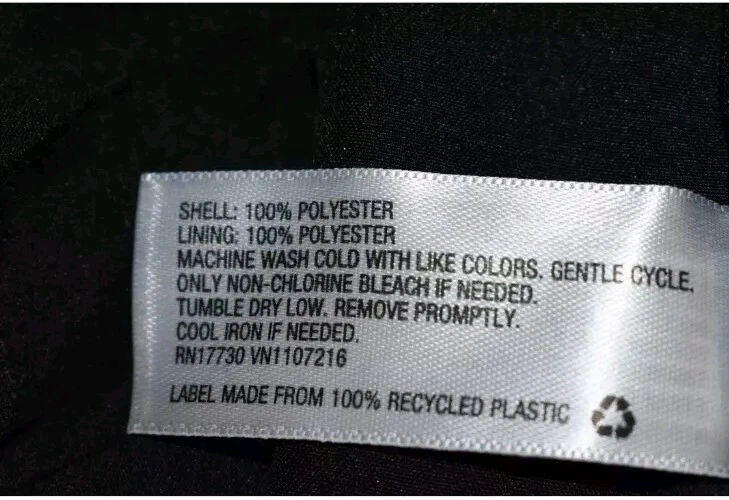 SHELL: 100% POLYESTER
LINING: 100% POLYESTER
MACHINE WASH COLD WITH LIKE COLORS. GENTLE CYCLE.
ONLY NON-CHLORINE BLEACH IF NEEDED.
TUMBLE DRY LOW. REMOVE PROMPTLY.
COOL IRON IF NEEDED.
RN17730 VN1107216
LABEL MADE FROM 100% RECYCLED PLASTIC